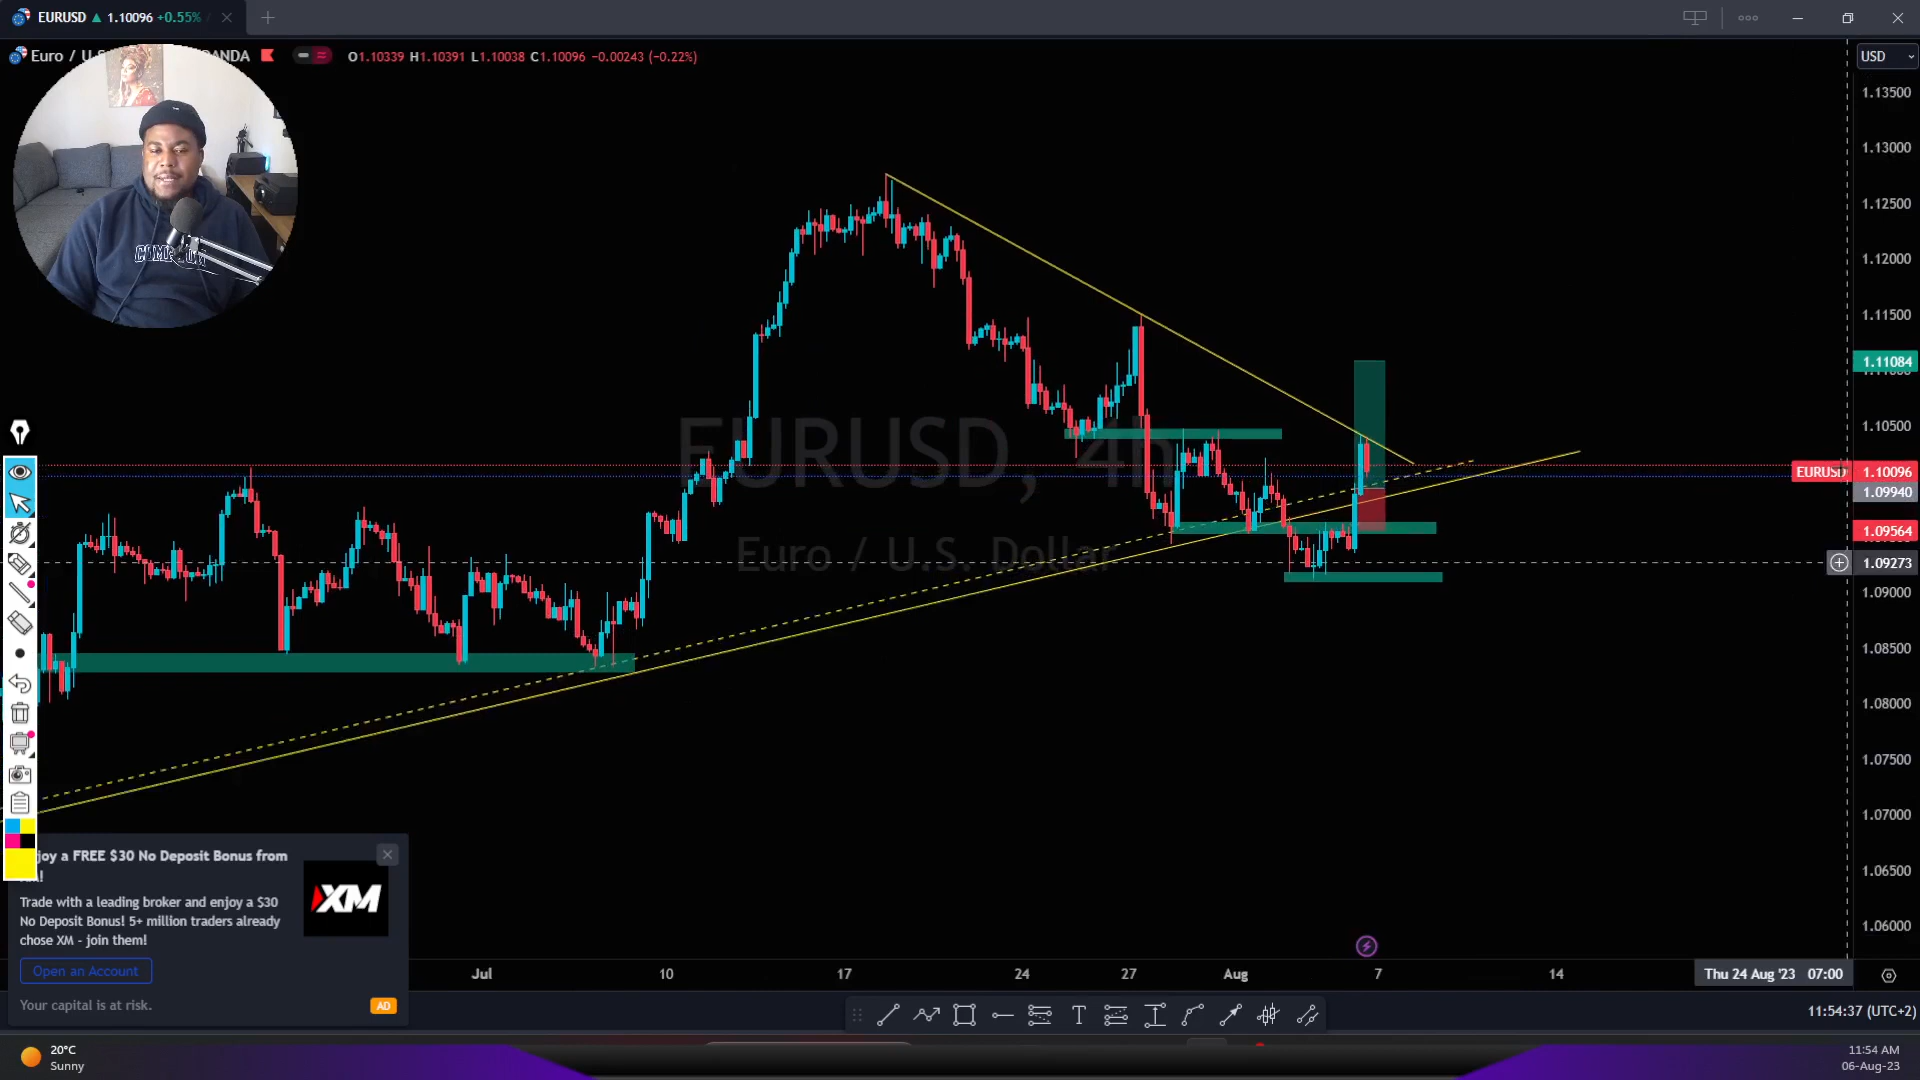 EURUSD ▲ 1.10096 +0.55%
Euro / U.S. ANDA O1.10339 H1.10391 L1.10038 C1.10096 −0.00243 (−0.22%)
USD
1.13500
1.13000
1.12500
1.12000
1.11500
1.11084
1.10500
EURUSD 1.10096
1.09940
1.09564
1.09273
1.09000
1.08500
1.08000
1.07500
1.07000
1.06500
1.06000
EURUSD, 4h
Euro / U.S. Dollar
COMPTON
joy a FREE $30 No Deposit Bonus from
Trade with a leading broker and enjoy a $30
No Deposit Bonus! 5+ million traders already
chose XM - join them!
Open an Account
Your capital is at risk.
AD
XM
Jul 10 17 24 27 Aug 7 14 Thu 24 Aug '23 07:00
11:54:37 (UTC+2)
20°C
Sunny
11:54 AM
06-Aug-23